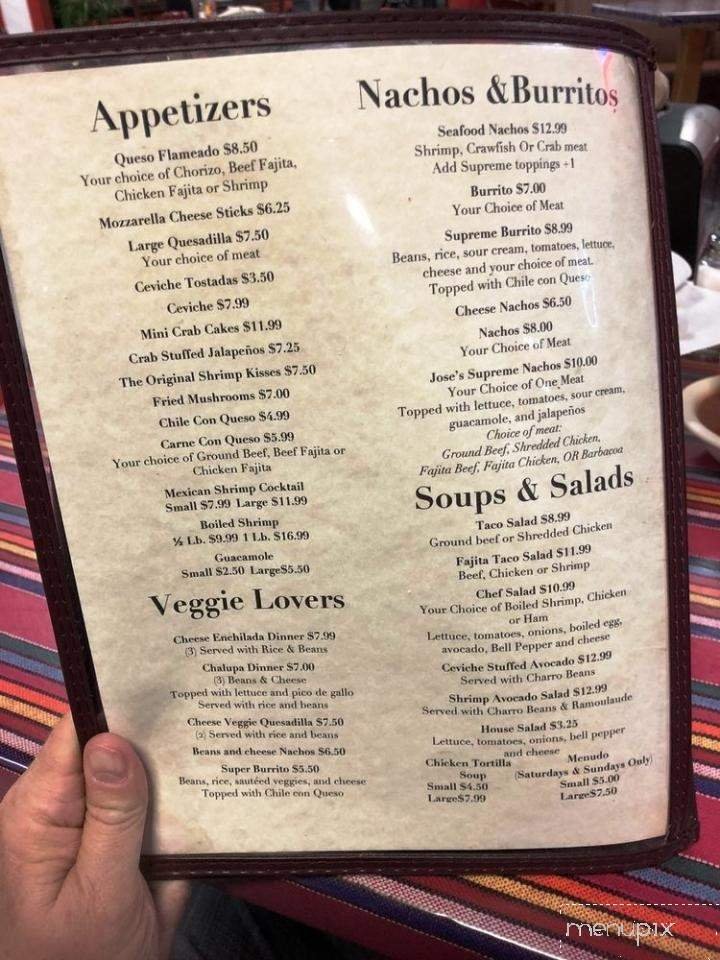 Appetizers
Queso Flameado $8.50
Your choice of Chorizo, Beef Fajita,
Chicken Fajita or Shrimp
Mozzarella Cheese Sticks $6.25
Large Quesadilla $7.50
Your choice of meat
Ceviche Tostadas $3.50
Ceviche $7.99
Mini Crab Cakes $11.99
Crab Stuffed Jalapeños $7.25
The Original Shrimp Kisses $7.50
Fried Mushrooms $7.00
Chile Con Queso $4.99
Carne Con Queso $5.99
Your choice of Ground Beef, Beef Fajita or
Chicken Fajita
Mexican Shrimp Cocktail
Small $7.99 Large $11.99
Boiled Shrimp
½ Lb. $9.99 1 Lb. $16.99
Guacamole
Small $2.50 Large$5.50
Veggie Lovers
Cheese Enchilada Dinner $7.99
(3) Served with Rice & Beans
Chalupa Dinner $7.00
(3) Beans & Cheese
Topped with lettuce and pico de gallo
Served with rice and beans
Cheese Veggie Quesadilla $7.50
(2) Served with rice and beans
Beans and cheese Nachos $6.50
Super Burrito $5.50
Beans, rice, sautéed veggies, and cheese
Topped with Chile con Queso
Nachos &Burritos
Seafood Nachos $12.99
Shrimp, Crawfish Or Crab meat
Add Supreme toppings +1
Burrito $7.00
Your Choice of Meat
Supreme Burrito $8.99
Beans, rice, sour cream, tomatoes, lettuce,
cheese and your choice of meat.
Topped with Chile con Queso
Cheese Nachos $6.50
Nachos $8.00
Your Choice of Meat
Jose's Supreme Nachos $10.00
Your Choice of One Meat
Topped with lettuce, tomatoes, sour cream,
guacamole, and jalapeños
Choice of meat:
Ground Beef, Shredded Chicken,
Fajita Beef, Fajita Chicken, OR Barbacoa
Soups & Salads
Taco Salad $8.99
Ground beef or Shredded Chicken
Fajita Taco Salad $11.99
Beef, Chicken or Shrimp
Chef Salad $10.99
Your Choice of Boiled Shrimp, Chicken
or Ham
Lettuce, tomatoes, onions, boiled egg,
avocado, Bell Pepper and cheese
Ceviche Stuffed Avocado $12.99
Served with Charro Beans
Shrimp Avocado Salad $12.99
Served with Charro Beans & Ramoulaude
House Salad $3.25
Lettuce, tomatoes, onions, bell pepper
and cheese
Chicken Tortilla
Soup
Small $4.50
Large$7.99
Menudo
(Saturdays & Sundays Only)
Small $5.00
Large$7.50
menupix